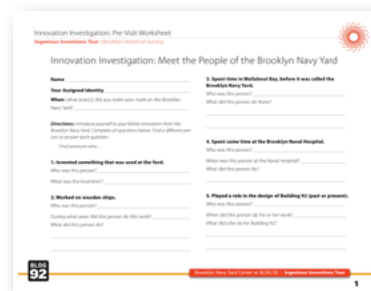 Innovation Investigation: Pre-Visit Worksheet
Ingenious Inventions Tour | Brooklyn Historical Society
Innovation Investigation: Meet the People of the Brooklyn Navy Yard
Name
Your Assigned Identity
When (what year(s) did you make your mark on the Brooklyn
Navy Yard)?
Directions: Introduce yourself to your fellow innovators from the
Brooklyn Navy Yard. Complete all questions below. Find a different per-
son to answer each question.
Find someone who...
1. Invented something that was used at the Yard.
Who was this person?
What was the invention?
2. Worked on wooden ships.
Who was this person?
During what years did this person do this work?
What did this person do?
3. Spent time in Wallabout Bay, before it was called the
Brooklyn Navy Yard.
Who was this person?
What did this person do there?
4. Spent some time at the Brooklyn Naval Hospital.
Who was this person?
When was this person at the Naval Hospital?
What did this person do?
5. Played a role in the design of Building 92 (past or present).
Who was this person?
When did this person do his or her work?
What did s/he do for Building 92?
BLDG
92
Brooklyn Navy Yard Center at BLDG 92 | Ingenious Inventions Tour
1